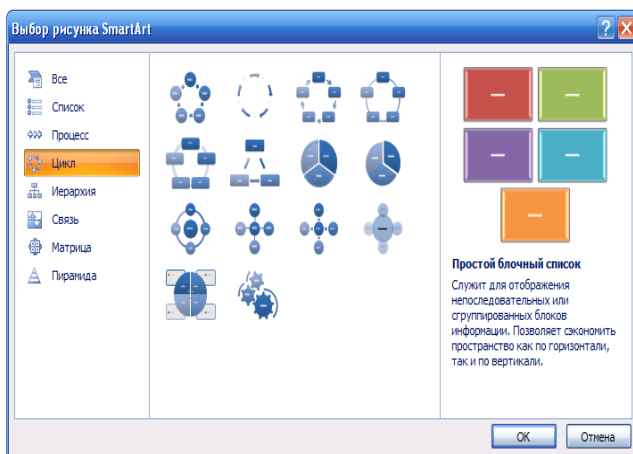 Выбор рисунка SmartArt
Все
Список
Процесс
Цикл
Иерархия
Связь
Матрица
Пирамида
Простой блочный список
Служит для отображения
непоследовательных или
сгруппированных блоков
информации. Позволяет сэкономить
пространство как по горизонтали,
так и по вертикали.
ОК
Отмена